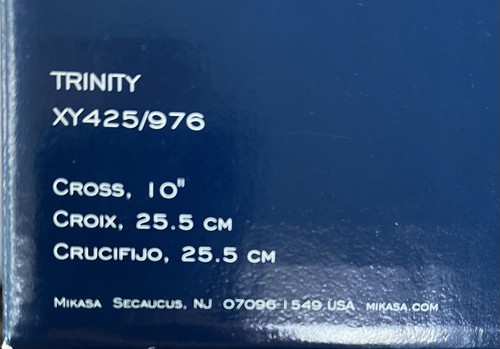 TRINITY
XY425/976
CROSS, 10"
CROIX, 25.5 CM
CRUCIFIJO, 25.5 CM
MIKASA SECAUCUS, NJ 07096-1549 USA MIKASA.COM